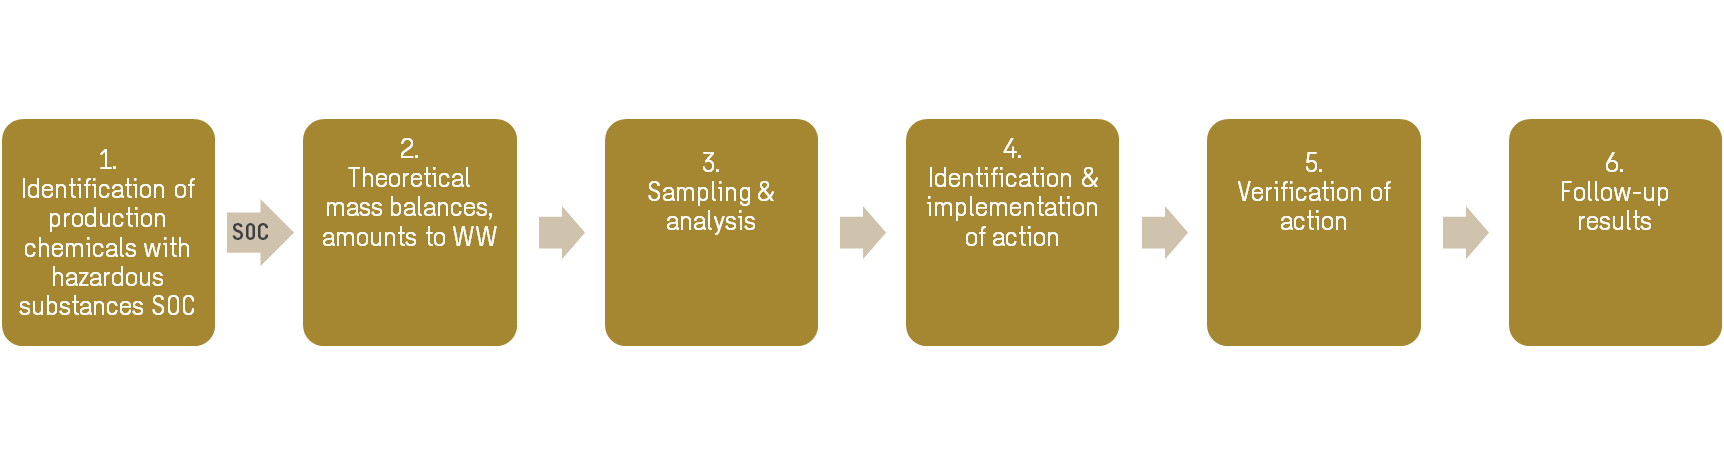 1.
Identification of
production
chemicals with
hazardous
substances SOC
SOC
2.
Theoretical
mass balances,
amounts to WW
3.
Sampling &
analysis
4.
Identification &
implementation
of action
5.
Verification of
action
6.
Follow-up
results